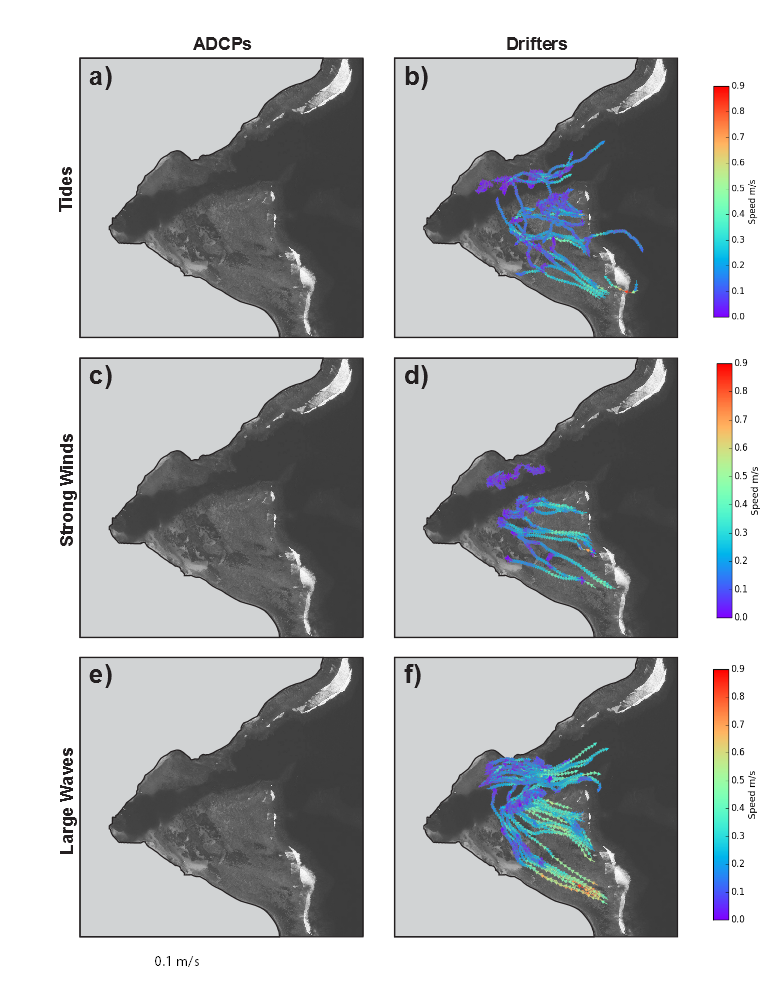 ADCPs
Drifters
Tides
a)
b)
0.9
0.8
0.7
0.6
0.5
0.4
0.3
0.2
0.1
0.0
Speed m/s
Strong Winds
c)
d)
0.9
0.8
0.7
0.6
0.5
0.4
0.3
0.2
0.1
0.0
Speed m/s
Large Waves
e)
f)
0.9
0.8
0.7
0.6
0.5
0.4
0.3
0.2
0.1
0.0
Speed m/s
0.1 m/s